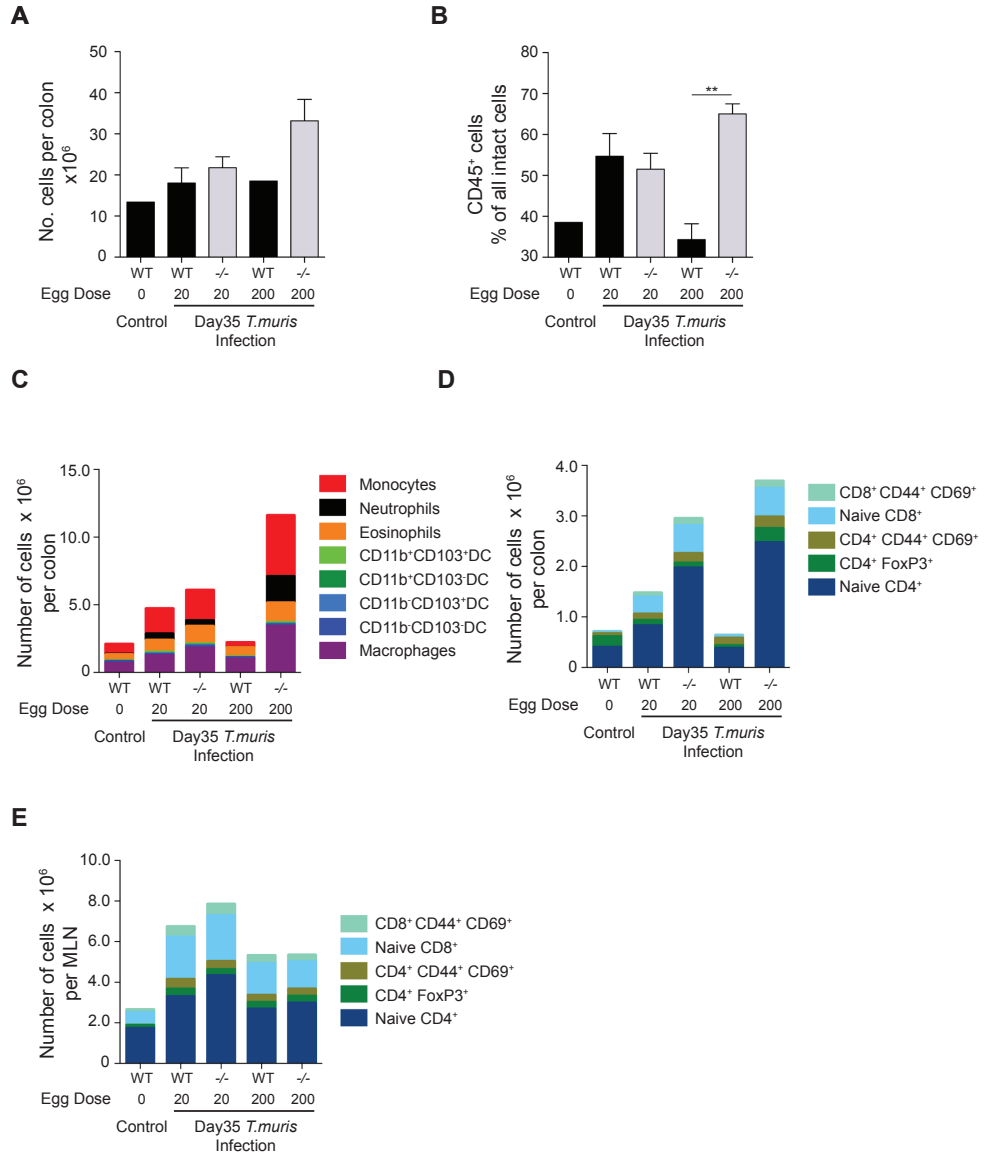 A
No. cells per colon
x10⁶
50
40
30
20
10
0
WT WT -/- WT -/-
Egg Dose 0 20 20 200 200
Control Day35 T.muris
Infection
B
CD45⁺ cells
% of all intact cells
80
70
60
50
40
30
**
WT WT -/- WT -/-
Egg Dose 0 20 20 200 200
Control Day35 T.muris
Infection
C
Number of cells x 10⁶
per colon
15.0
10.0
5.0
0
WT WT -/- WT -/-
Egg Dose 0 20 20 200 200
Control Day35 T.muris
Infection
Monocytes
Neutrophils
Eosinophils
CD11b⁺CD103⁺DC
CD11b⁺CD103⁻DC
CD11b⁻CD103⁺DC
CD11b⁻CD103⁻DC
Macrophages
D
Number of cells x 10⁶
per colon
4.0
3.0
2.0
1.0
0
WT WT -/- WT -/-
Egg Dose 0 20 20 200 200
Control Day35 T.muris
Infection
CD8⁺ CD44⁺ CD69⁺
Naive CD8⁺
CD4⁺ CD44⁺ CD69⁺
CD4⁺ FoxP3⁺
Naive CD4⁺
E
Number of cells x 10⁶
per MLN
10.0
8.0
6.0
4.0
2.0
0
WT WT -/- WT -/-
Egg Dose 0 20 20 200 200
Control Day35 T.muris
Infection
CD8⁺ CD44⁺ CD69⁺
Naive CD8⁺
CD4⁺ CD44⁺ CD69⁺
CD4⁺ FoxP3⁺
Naive CD4⁺